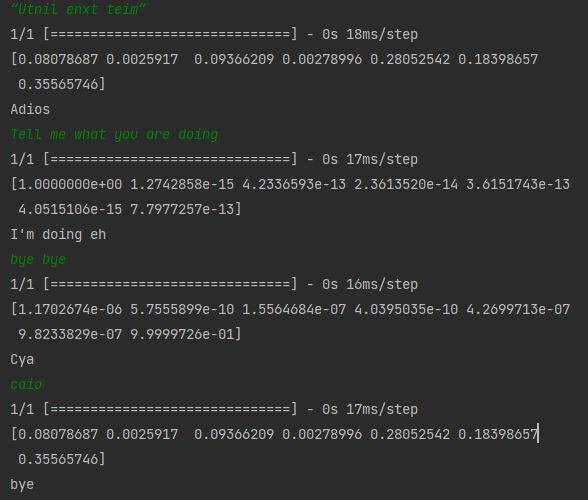 “Utnil enxt teim”
1/1 [==============================] - 0s 18ms/step
[0.08078687 0.0025917  0.09366209 0.00278996 0.28052542 0.18398657
 0.35565746]
Adios
Tell me what you are doing
1/1 [==============================] - 0s 17ms/step
[1.0000000e+00 1.2742858e-15 4.2336593e-13 2.3613520e-14 3.6151743e-13
 4.0515106e-15 7.7977257e-13]
I'm doing eh
bye bye
1/1 [==============================] - 0s 16ms/step
[1.1702674e-06 5.7555899e-10 1.5564684e-07 4.0395035e-10 4.2699713e-07
 9.8233829e-07 9.9999726e-01]
Cya
caio
1/1 [==============================] - 0s 17ms/step
[0.08078687 0.0025917  0.09366209 0.00278996 0.28052542 0.18398657
 0.35565746]
bye